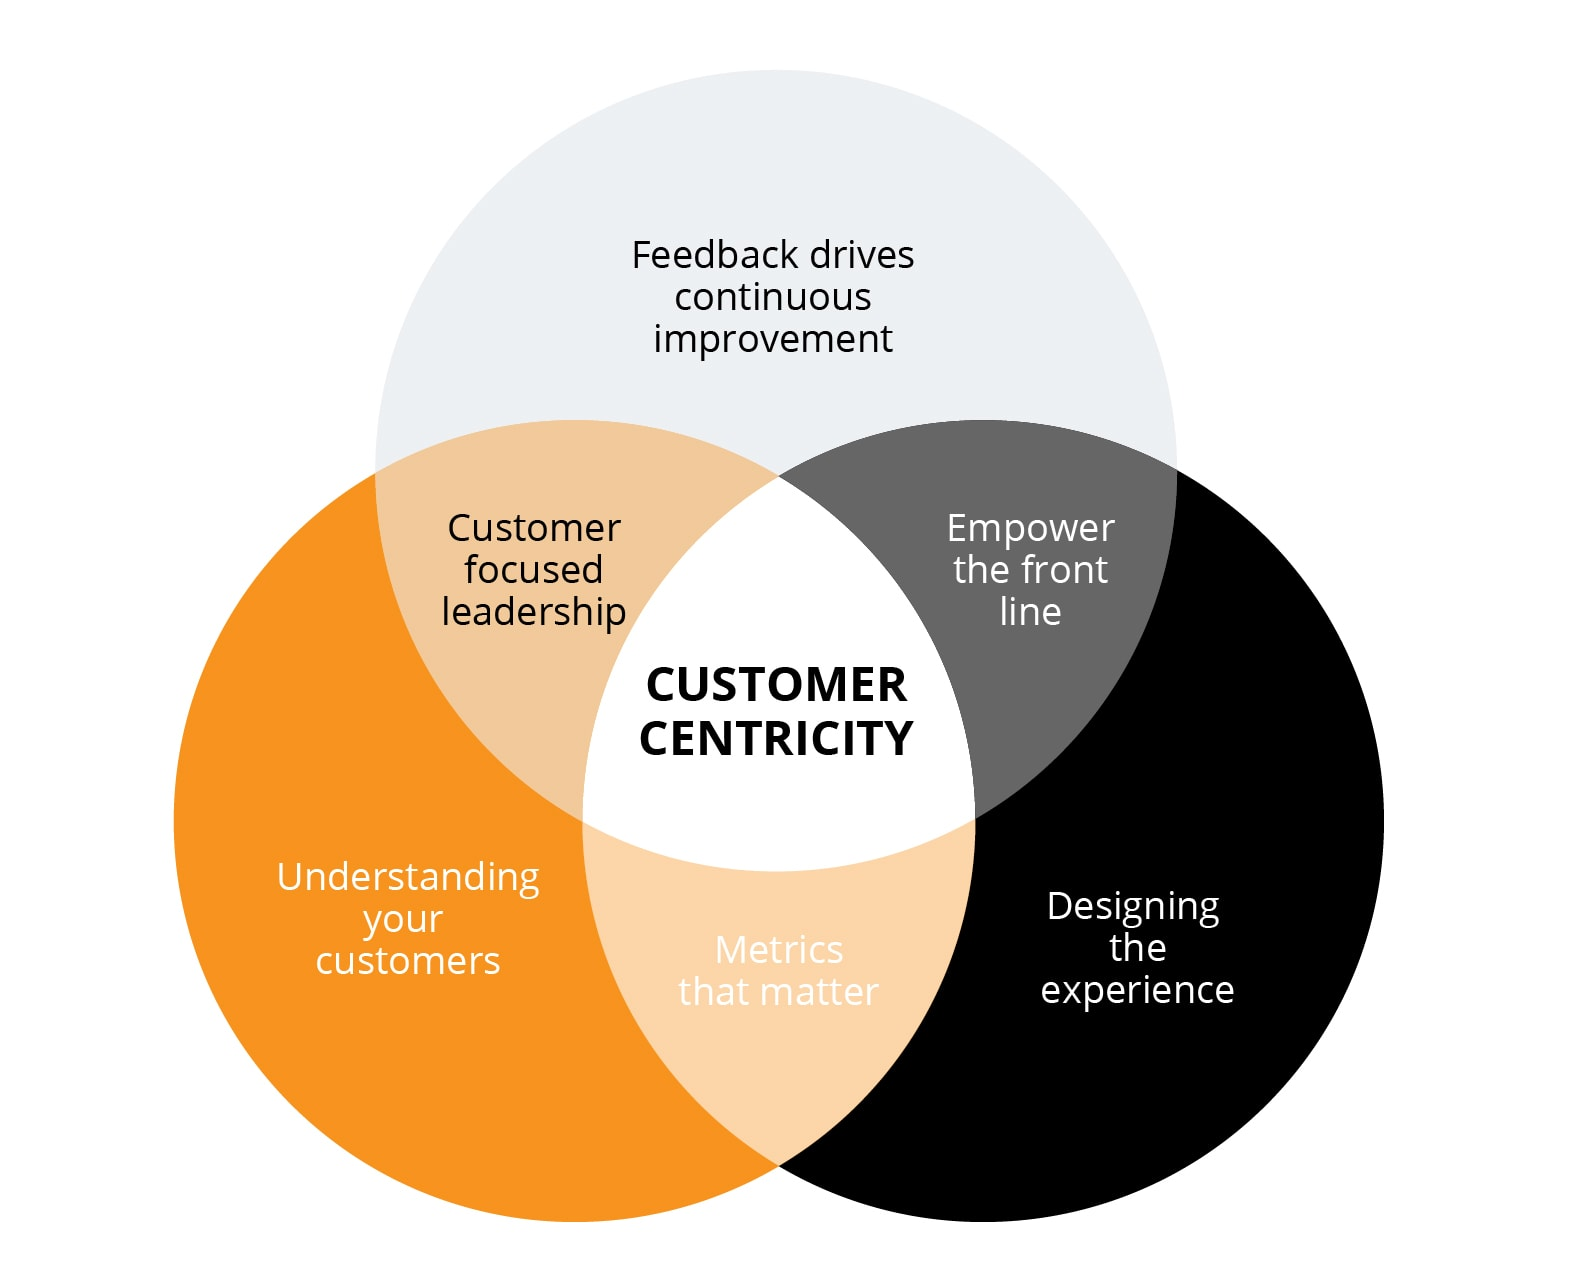 Feedback drives
continuous
improvement
Customer
focused
leadership
Empower
the front
line
CUSTOMER
CENTRICITY
Understanding
your
customers
Metrics
that matter
Designing
the
experience